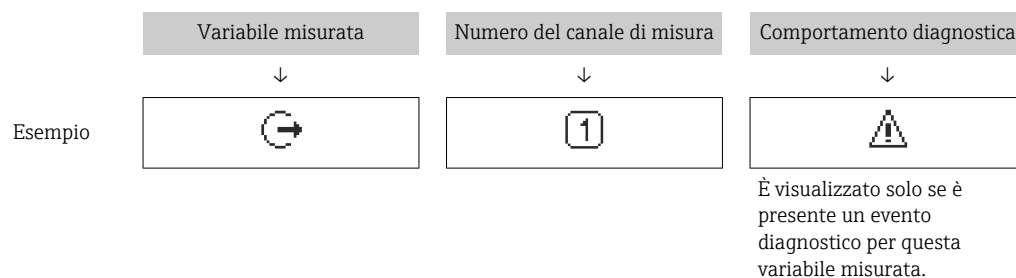 Variabile misurata
Numero del canale di misura
Comportamento diagnostica
↓
↓
↓
Esempio
1
È visualizzato solo se è
presente un evento
diagnostico per questa
variabile misurata.